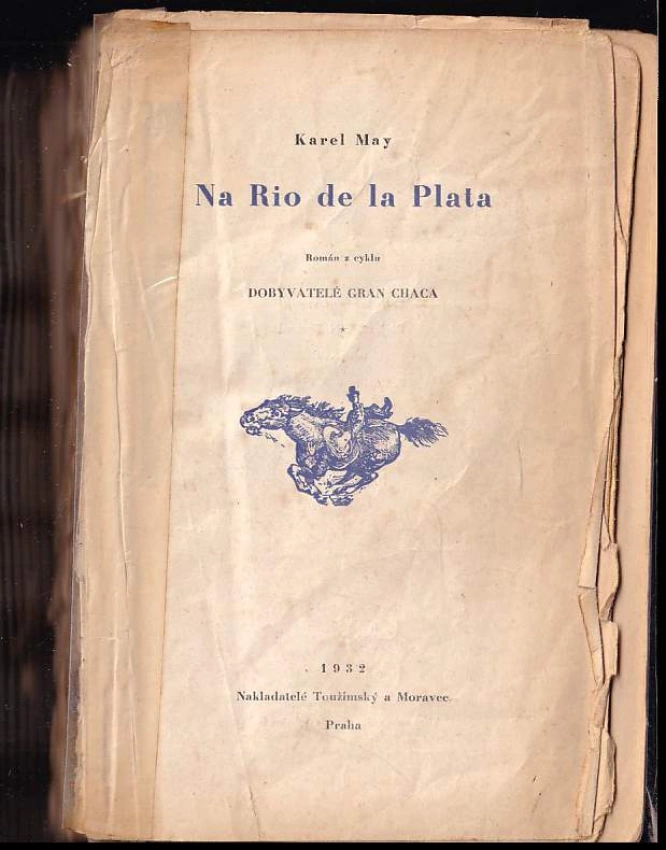 Karel May
Na Rio de la Plata
Román z cyklu
DOBYVATELÉ GRAN CHACA
*
1932
Nakladatelé Toužimský a Moravec
Praha